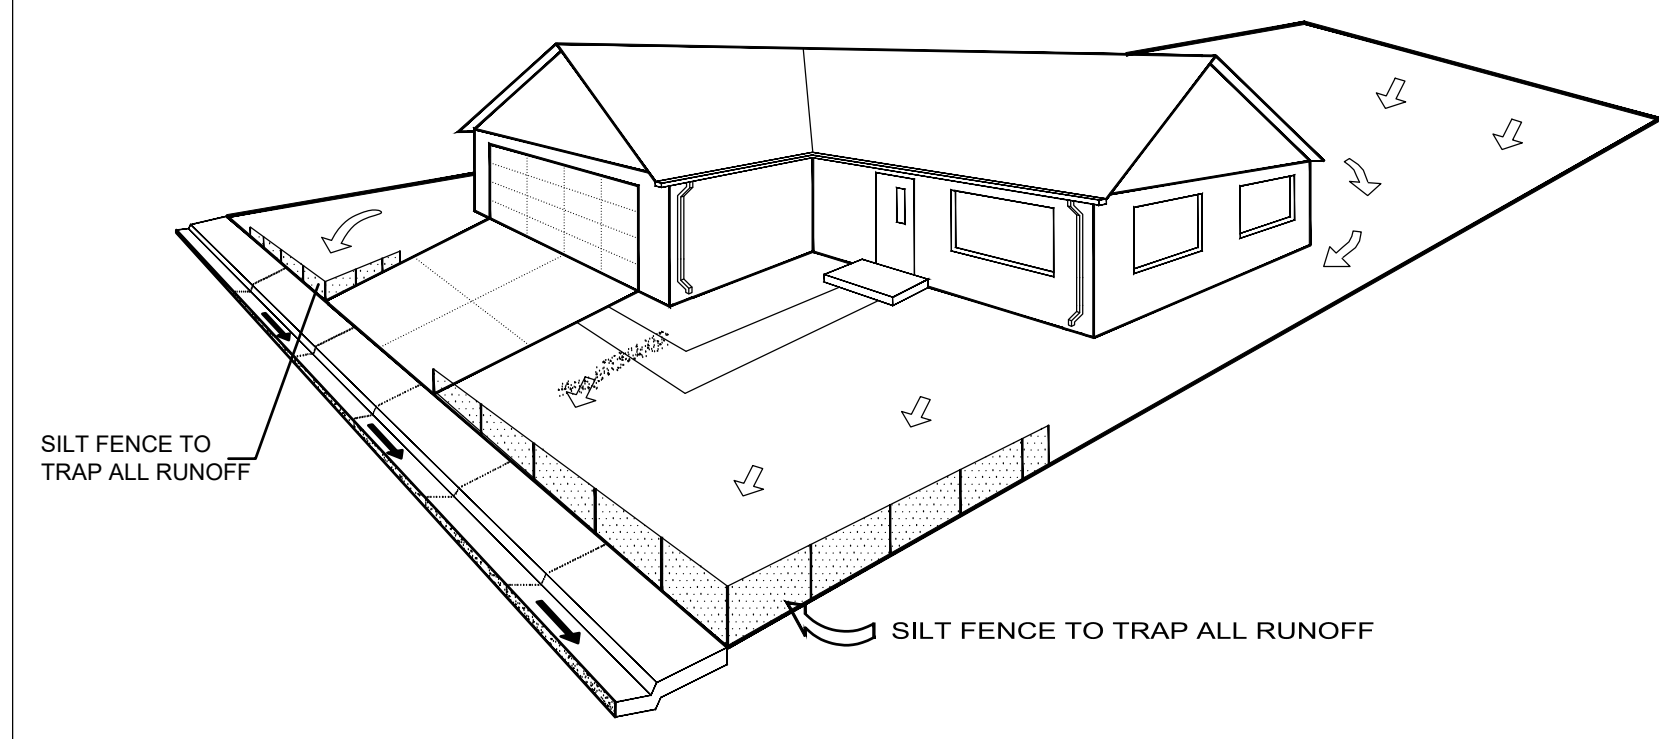 SILT FENCE TO
TRAP ALL RUNOFF
SILT FENCE TO TRAP ALL RUNOFF